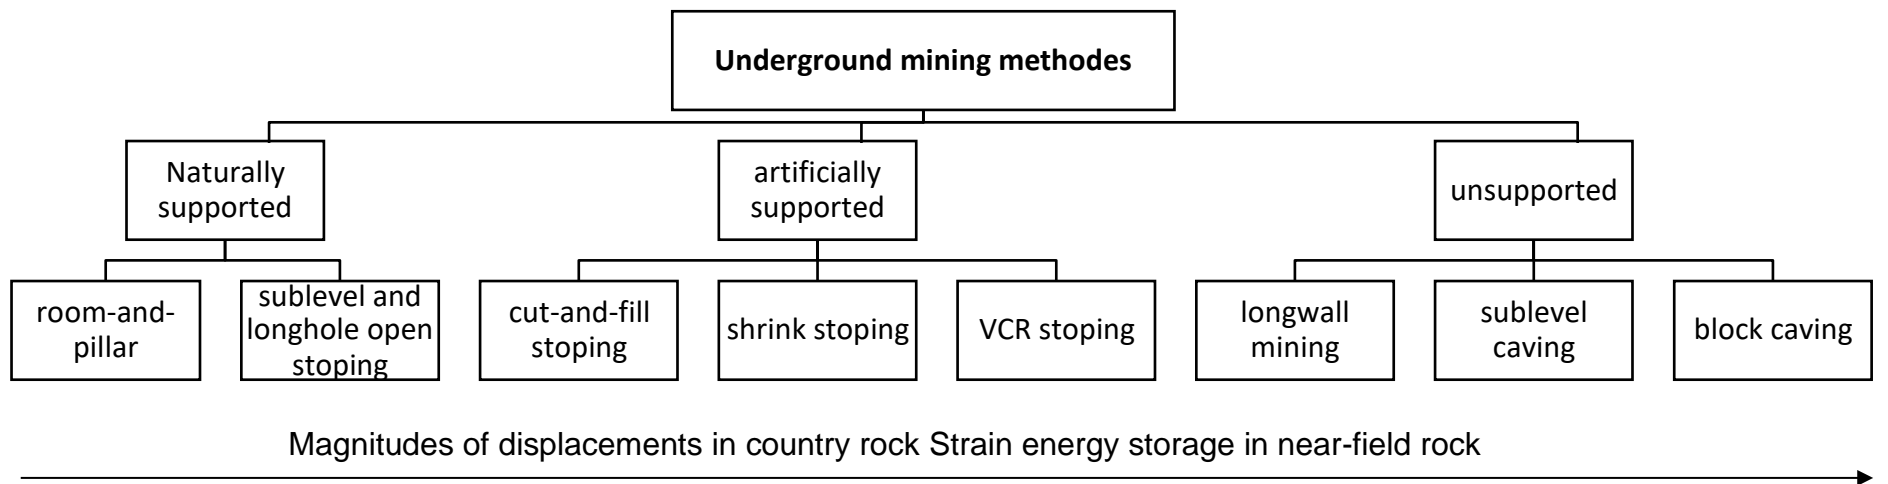 Underground mining methodes
Naturally
supported
artificially
supported
unsupported
room-and-
pillar
sublevel and
longhole open
stoping
cut-and-fill
stoping
shrink stoping
VCR stoping
longwall
mining
sublevel
caving
block caving
Magnitudes of displacements in country rock Strain energy storage in near-field rock